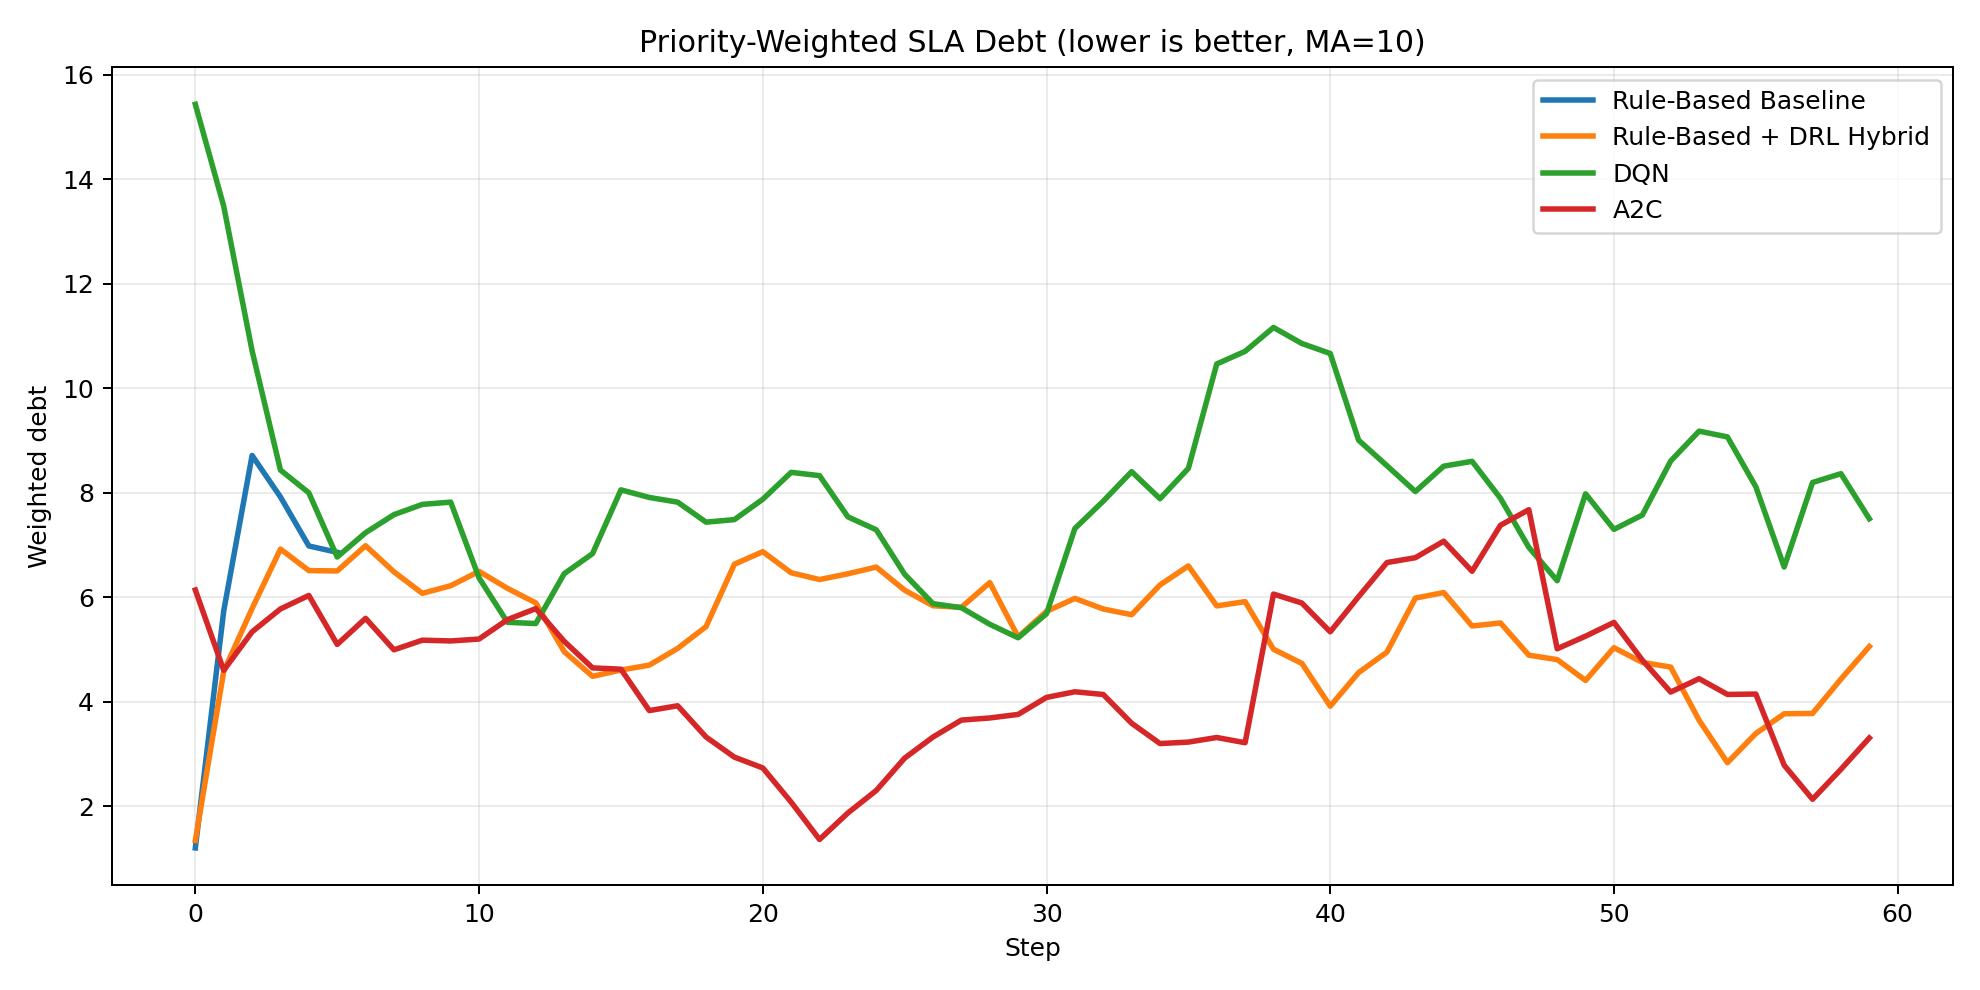 Priority-Weighted SLA Debt (lower is better, MA=10)
Rule-Based Baseline
Rule-Based + DRL Hybrid
DQN
A2C
Weighted debt
16
14
12
10
8
6
4
2
0
10
20
30
40
50
60
Step